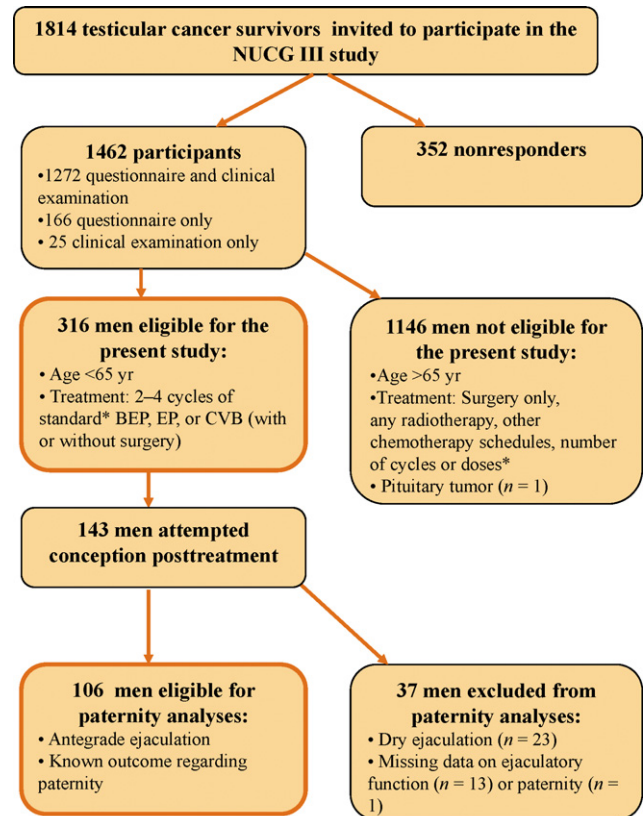 1814 testicular cancer survivors invited to participate in the
NUCG III study
1462 participants
•1272 questionnaire and clinical
examination
•166 questionnaire only
• 25 clinical examination only
352 nonresponders
316 men eligible for the
present study:
• Age <65 yr
• Treatment: 2–4 cycles of
standard* BEP, EP, or CVB (with
or without surgery)
1146 men not eligible for
the present study:
•Age >65 yr
•Treatment: Surgery only,
any radiotherapy, other
chemotherapy schedules, number
of cycles or doses*
• Pituitary tumor (n = 1)
143 men attempted
conception posttreatment
106 men eligible for
paternity analyses:
• Antegrade ejaculation
• Known outcome regarding
paternity
37 men excluded from
paternity analyses:
• Dry ejaculation (n = 23)
• Missing data on ejaculatory
function (n = 13) or paternity (n =
1)